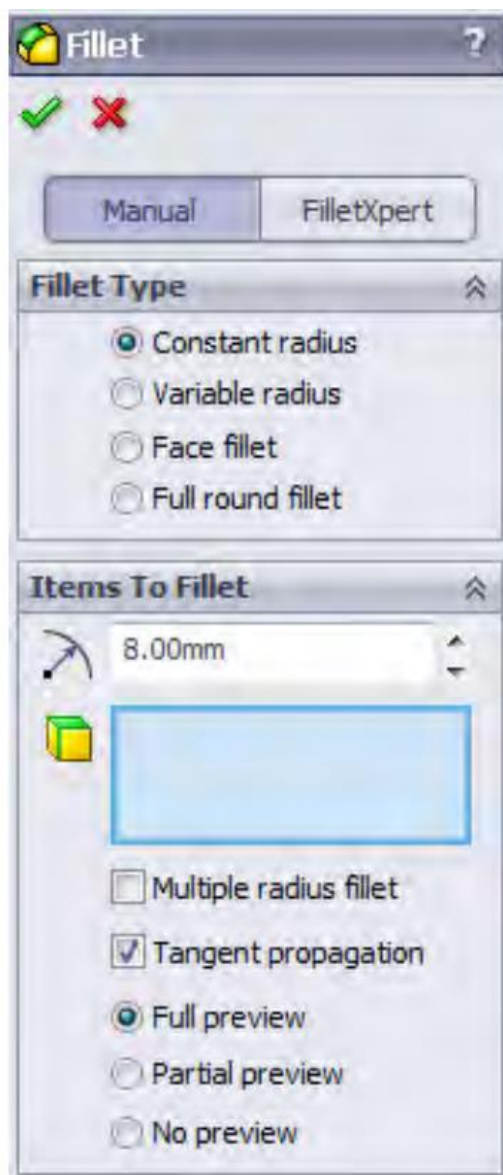 Fillet ?
Manual FilletXpert
Fillet Type
Constant radius
Variable radius
Face fillet
Full round fillet
Items To Fillet
8.00mm
Multiple radius fillet
Tangent propagation
Full preview
Partial preview
No preview